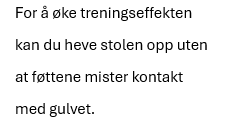 For å øke treningseffekten
kan du heve stolen opp uten
at føttene mister kontakt
med gulvet.